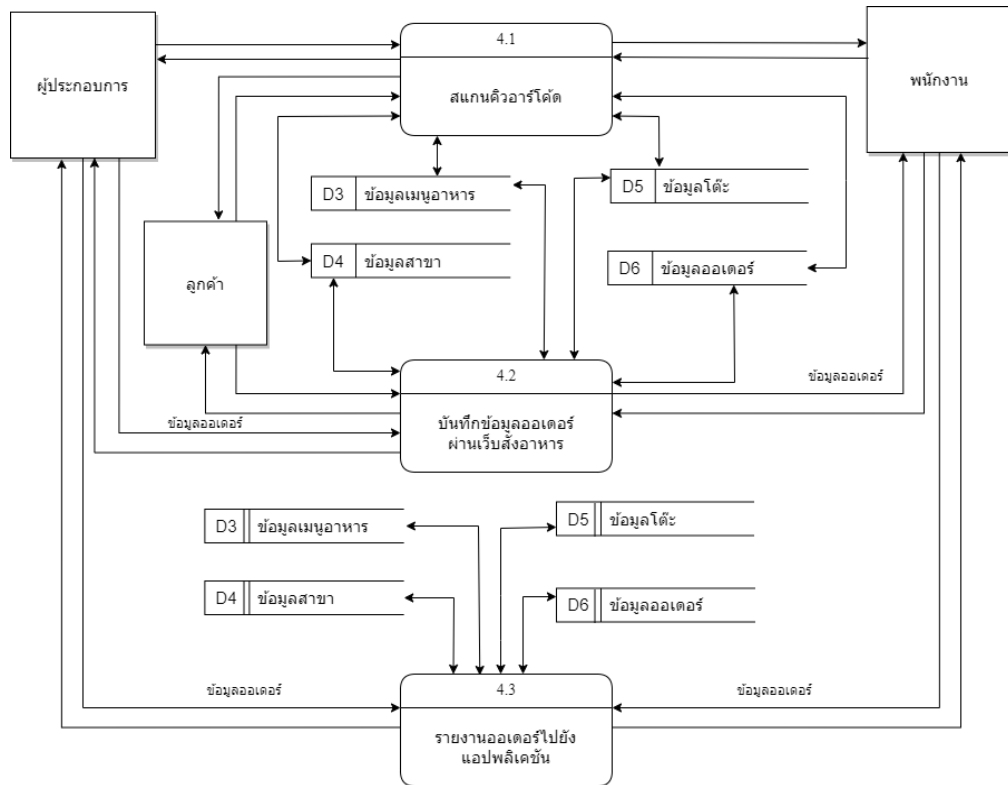 4.1
ผู้ประกอบการ
สแกนคิวอาร์โค้ด
พนักงาน
D3 ข้อมูลเมนูอาหาร
D5 ข้อมูลโต๊ะ
D4 ข้อมูลสาขา
D6 ข้อมูลออเดอร์
ลูกค้า
4.2
ข้อมูลออเดอร์
ข้อมูลออเดอร์
บันทึกข้อมูลออเดอร์
ผ่านเว็บสั่งอาหาร
D3 ข้อมูลเมนูอาหาร
D5 ข้อมูลโต๊ะ
D4 ข้อมูลสาขา
D6 ข้อมูลออเดอร์
4.3
ข้อมูลออเดอร์
ข้อมูลออเดอร์
รายงานออเดอร์ไปยัง
แอปพลิเคชัน